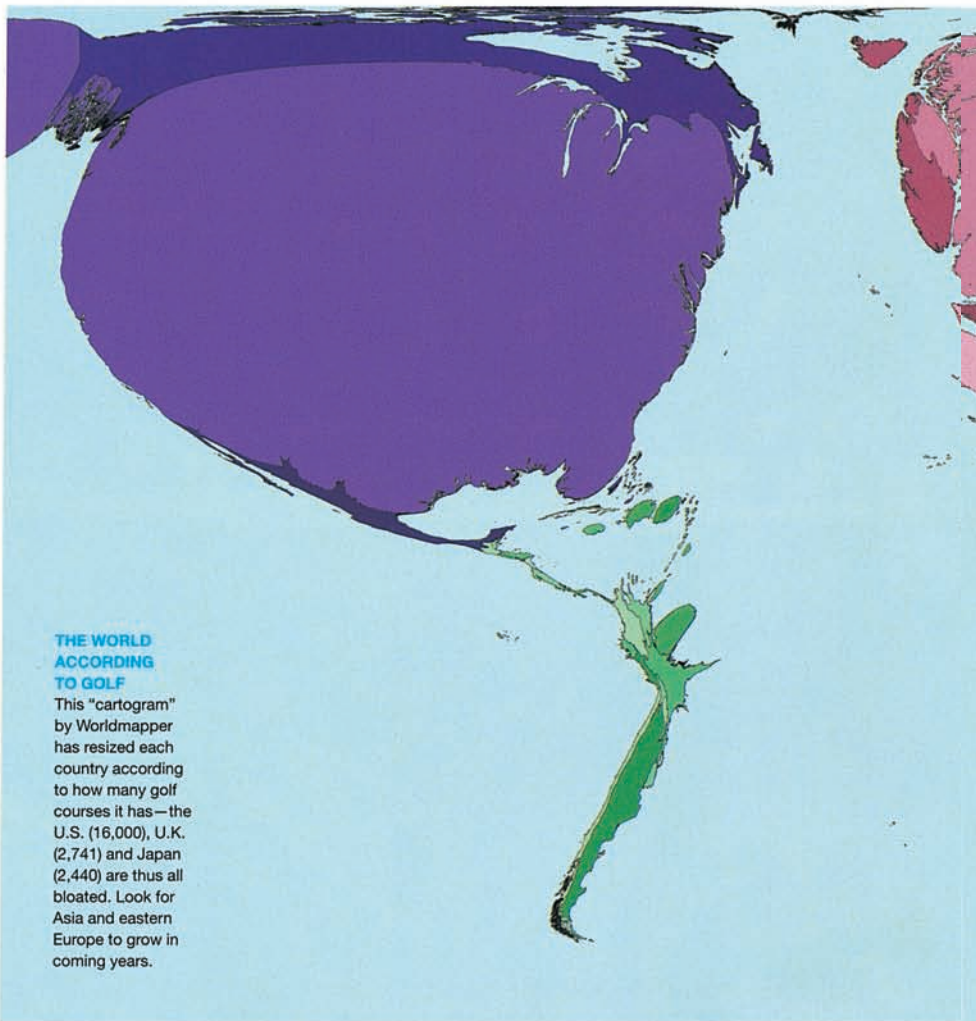 THE WORLD
ACCORDING
TO GOLF
This “cartogram”
by Worldmapper
has resized each
country according
to how many golf
courses it has—the
U.S. (16,000), U.K.
(2,741) and Japan
(2,440) are thus all
bloated. Look for
Asia and eastern
Europe to grow in
coming years.